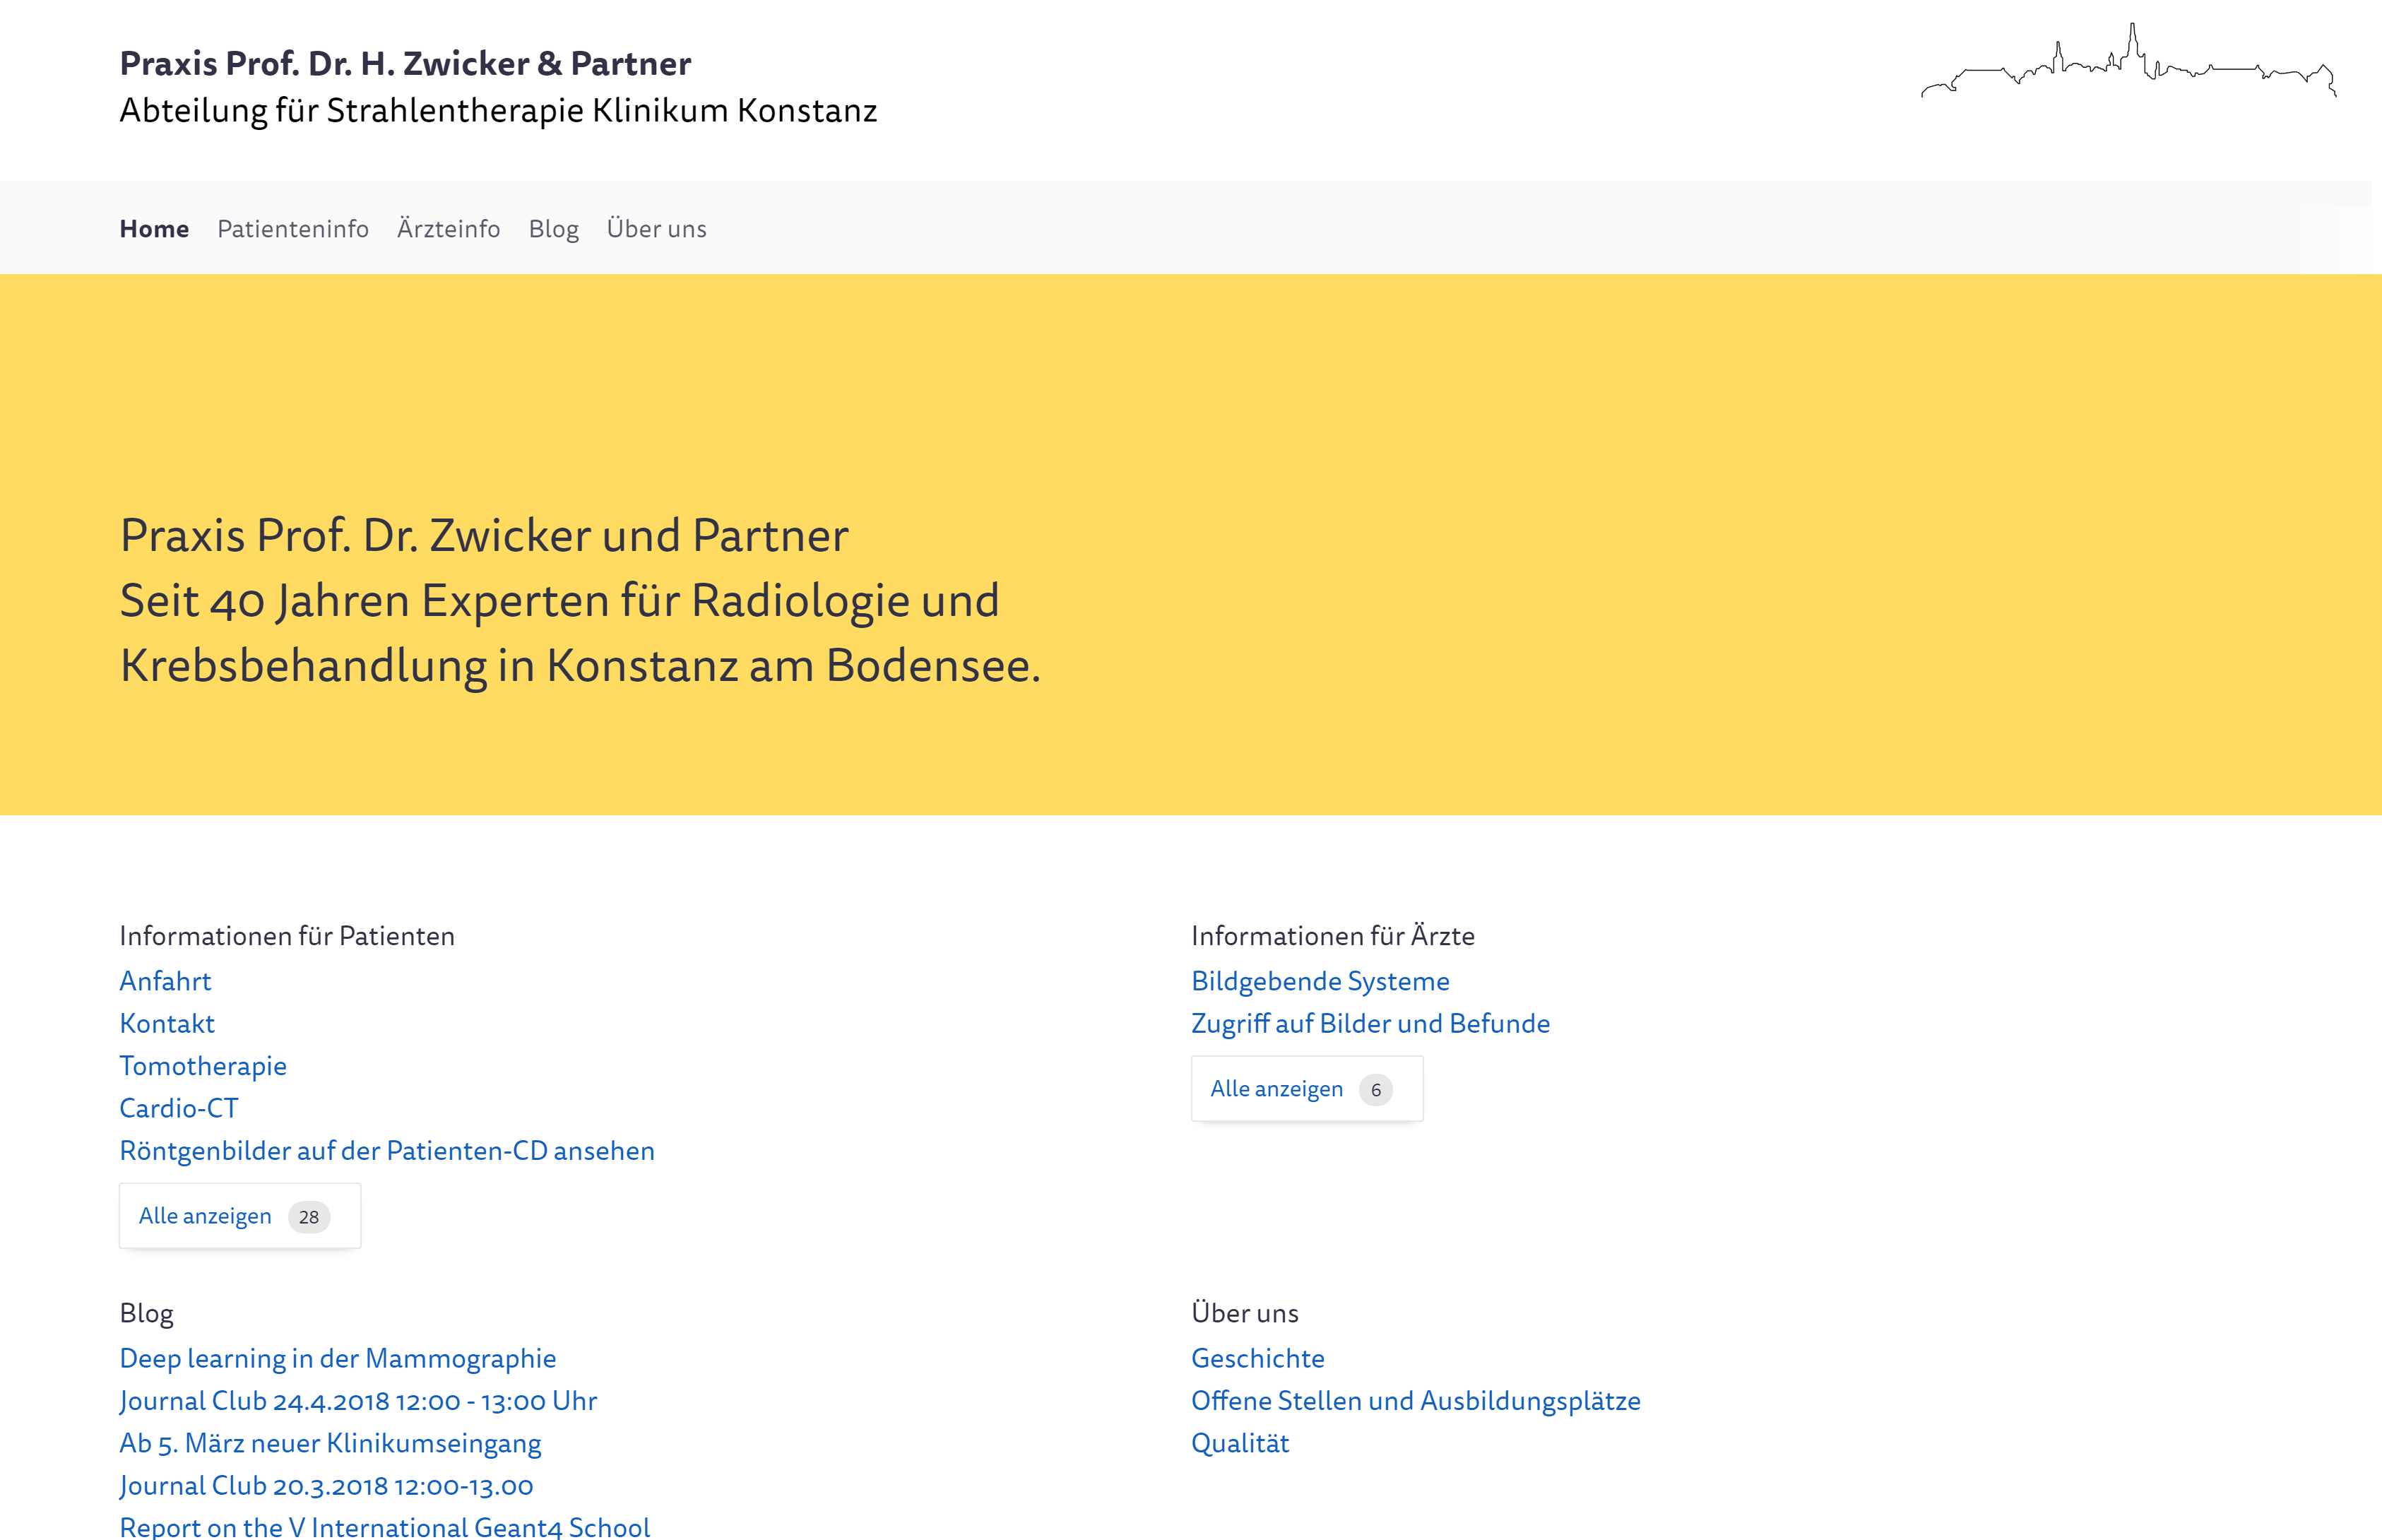 Praxis Prof. Dr. H. Zwicker & Partner
Abteilung für Strahlentherapie Klinikum Konstanz
Home Patienteninfo Ärzteinfo Blog Über uns
Praxis Prof. Dr. Zwicker und Partner
Seit 40 Jahren Experten für Radiologie und
Krebsbehandlung in Konstanz am Bodensee.
Informationen für Patienten
Anfahrt
Kontakt
Tomotherapie
Cardio-CT
Röntgenbilder auf der Patienten-CD ansehen
Alle anzeigen 28
Informationen für Ärzte
Bildgebende Systeme
Zugriff auf Bilder und Befunde
Alle anzeigen 6
Blog
Deep learning in der Mammographie
Journal Club 24.4.2018 12:00 - 13:00 Uhr
Ab 5. März neuer Klinikumseingang
Journal Club 20.3.2018 12:00-13.00
Report on the V International Geant4 School
Über uns
Geschichte
Offene Stellen und Ausbildungsplätze
Qualität